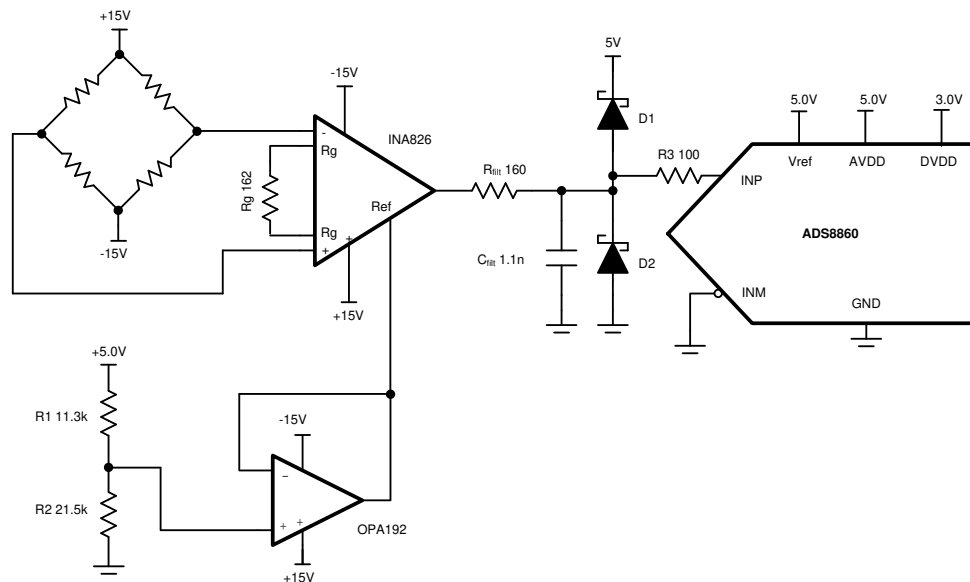 +15V
-15V
-15V
INA826
-
Rg
Rg 162
Ref
Rg
+
+
+15V
Rfilt 160
Cfilt 1.1n
5V
D1
D2
R3 100
5.0V
5.0V
3.0V
Vref
AVDD
DVDD
INP
ADS8860
INM
GND
+5.0V
R1 11.3k
R2 21.5k
-15V
−
+
+
OPA192
+15V